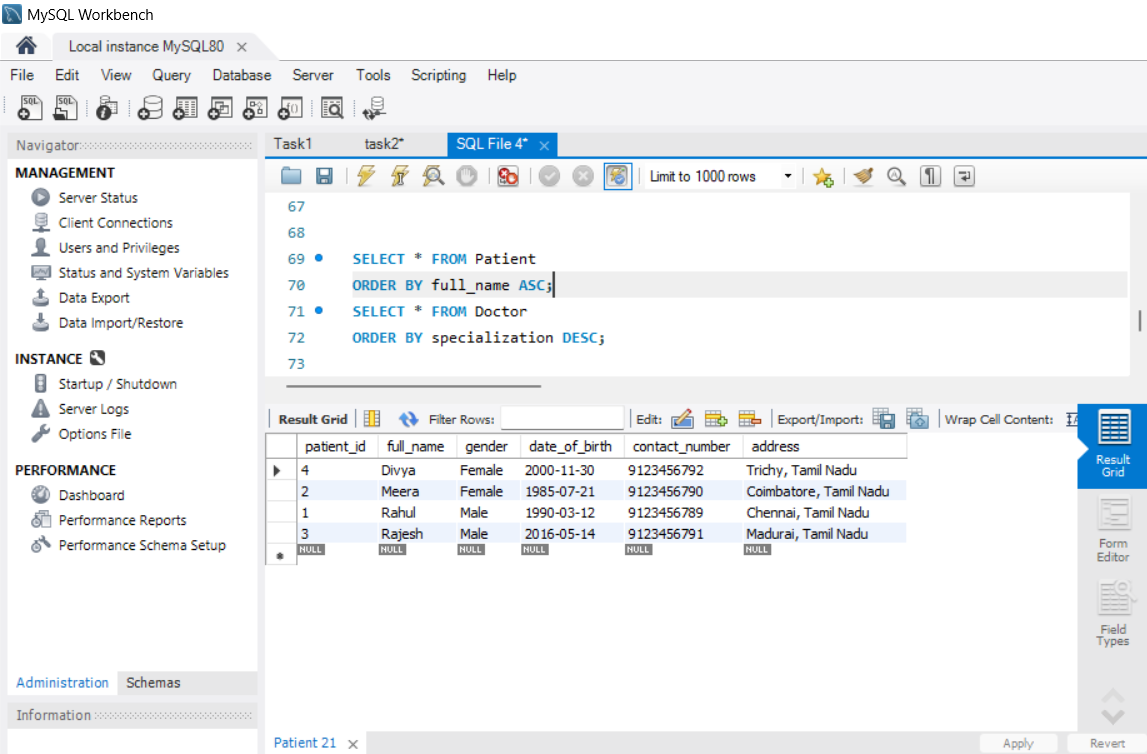 MySQL Workbench
Local instance MySQL80
File Edit View Query Database Server Tools Scripting Help
Navigator
MANAGEMENT
Server Status
Client Connections
Users and Privileges
Status and System Variables
Data Export
Data Import/Restore
INSTANCE
Startup / Shutdown
Server Logs
Options File
PERFORMANCE
Dashboard
Performance Reports
Performance Schema Setup
Administration Schemas
Information
Task1 task2* SQL File 4*
Limit to 1000 rows
67
68
69 SELECT * FROM Patient
70 ORDER BY full_name ASC;
71 SELECT * FROM Doctor
72 ORDER BY specialization DESC;
73
Result Grid Filter Rows: Edit: Export/Import: Wrap Cell Content:
patient_id full_name gender date_of_birth contact_number address
4 Divya Female 2000-11-30 9123456792 Trichy, Tamil Nadu
2 Meera Female 1985-07-21 9123456790 Coimbatore, Tamil Nadu
1 Rahul Male 1990-03-12 9123456789 Chennai, Tamil Nadu
3 Rajesh Male 2016-05-14 9123456791 Madurai, Tamil Nadu
NULL NULL NULL NULL NULL NULL
Result
Grid
Form
Editor
Field
Types
Patient 21
Apply Revert